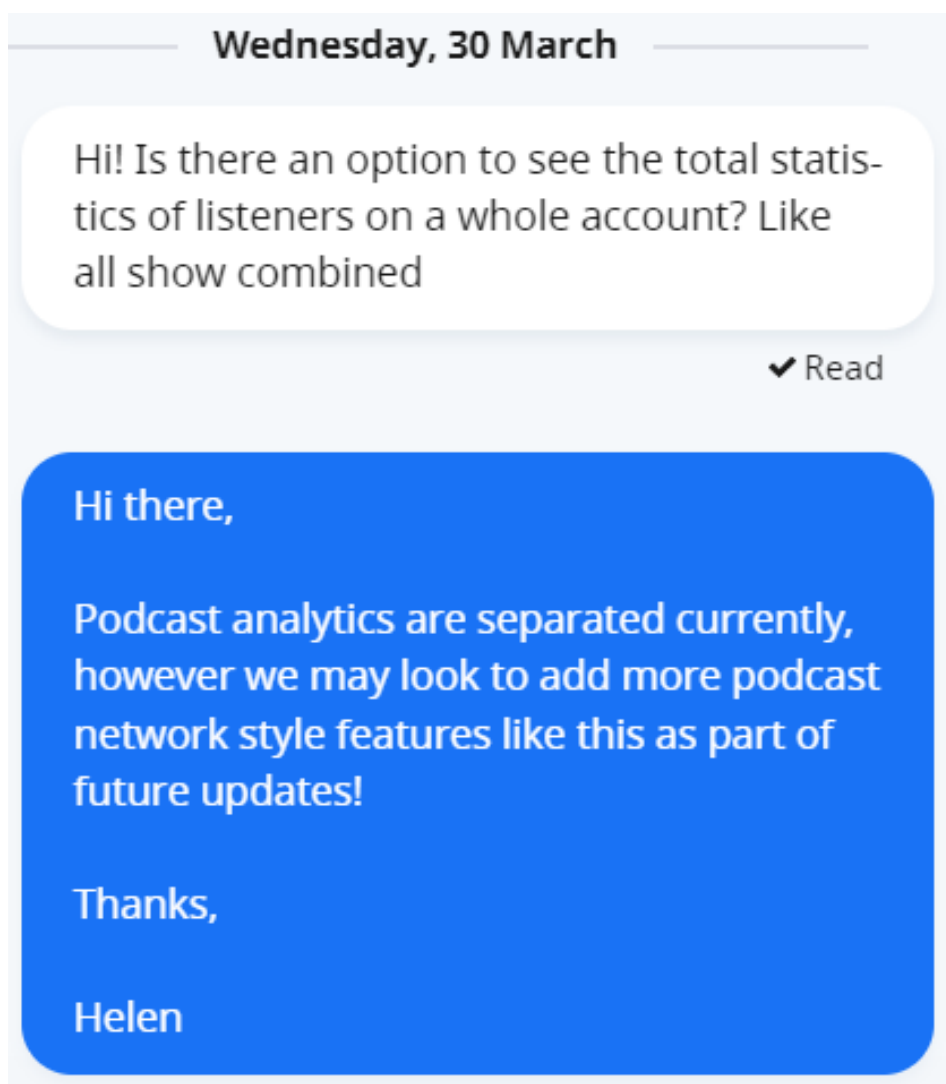 Wednesday, 30 March
Hi! Is there an option to see the total statis-
tics of listeners on a whole account? Like
all show combined
✔ Read
Hi there,
Podcast analytics are separated currently,
however we may look to add more podcast
network style features like this as part of
future updates!
Thanks,
Helen